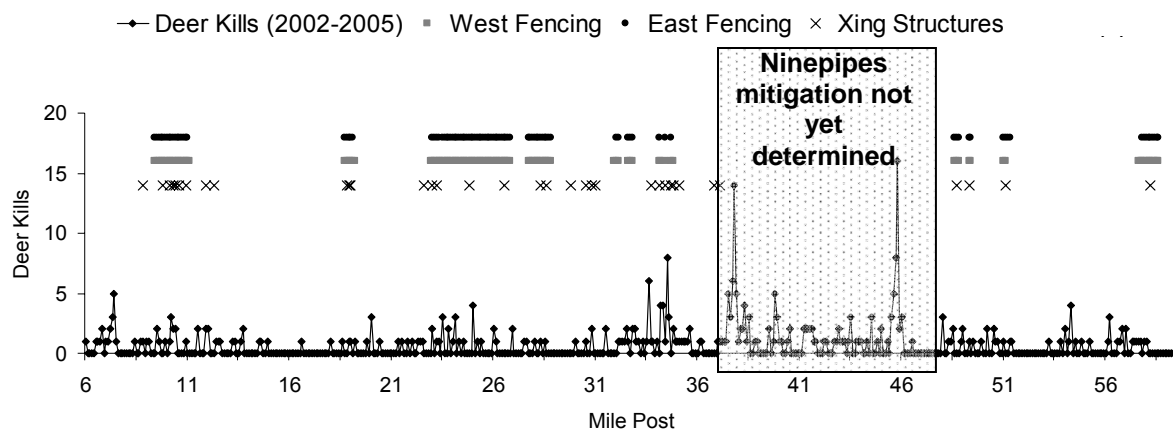 Deer Kills (2002-2005) West Fencing East Fencing Xing Structures
Ninepipes
mitigation not
yet
determined
20
15
10
5
0
Deer Kills
6 11 16 21 26 31 36 41 46 51 56
Mile Post